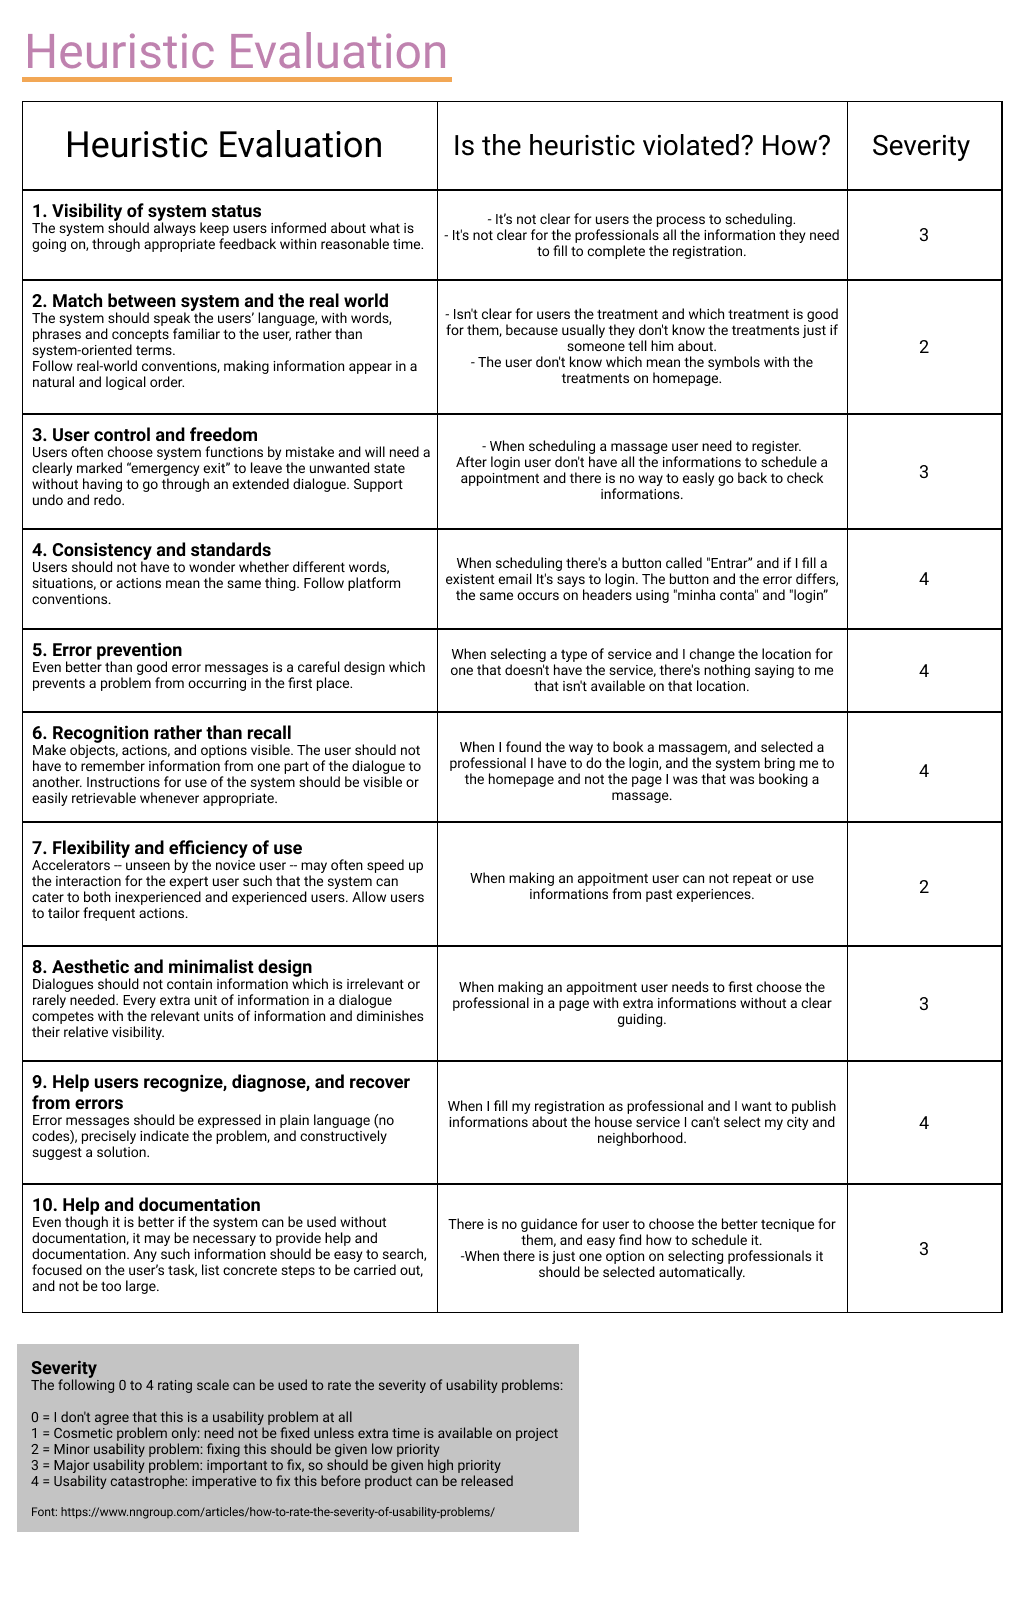 Heuristic Evaluation
Heuristic Evaluation
Is the heuristic violated? How?
Severity
1. Visibility of system status
The system should always keep users informed about what is
going on, through appropriate feedback within reasonable time.
- It's not clear for users the process to scheduling.
- It's not clear for the professionals all the information they need
to fill to complete the registration.
3
2. Match between system and the real world
The system should speak the users' language, with words,
phrases and concepts familiar to the user, rather than
system-oriented terms.
Follow real-world conventions, making information appear in a
natural and logical order.
- Isn't clear for users the treatment and which treatment is good
for them, because usually they don't know the treatments just if
someone tell him about.
- The user don't know which mean the symbols with the
treatments on homepage.
2
3. User control and freedom
Users often choose system functions by mistake and will need a
clearly marked “emergency exit” to leave the unwanted state
without having to go through an extended dialogue. Support
undo and redo.
- When scheduling a massage user need to register.
After login user don't have all the informations to schedule a
appointment and there is no way to easly go back to check
informations.
3
4. Consistency and standards
Users should not have to wonder whether different words,
situations, or actions mean the same thing. Follow platform
conventions.
When scheduling there's a button called "Entrar” and if I fill a
existent email It's says to login. The button and the error differs,
the same occurs on headers using "minha conta" and "login”
4
5. Error prevention
Even better than good error messages is a careful design which
prevents a problem from occurring in the first place.
When selecting a type of service and I change the location for
one that doesn't have the service, there's nothing saying to me
that isn't available on that location.
4
6. Recognition rather than recall
Make objects, actions, and options visible. The user should not
have to remember information from one part of the dialogue to
another. Instructions for use of the system should be visible or
easily retrievable whenever appropriate.
When I found the way to book a massagem, and selected a
professional I have to do the login, and the system bring me to
the homepage and not the page I was that was booking a
massage.
4
7. Flexibility and efficiency of use
Accelerators -- unseen by the novice user -- may often speed up
the interaction for the expert user such that the system can
cater to both inexperienced and experienced users. Allow users
to tailor frequent actions.
When making an appoitment user can not repeat or use
informations from past experiences.
2
8. Aesthetic and minimalist design
Dialogues should not contain information which is irrelevant or
rarely needed. Every extra unit of information in a dialogue
competes with the relevant units of information and diminishes
their relative visibility.
When making an appoitment user needs to first choose the
professional in a page with extra informations without a clear
guiding.
3
9. Help users recognize, diagnose, and recover
from errors
Error messages should be expressed in plain language (no
codes), precisely indicate the problem, and constructively
suggest a solution.
When I fill my registration as professional and I want to publish
informations about the house service I can't select my city and
neighborhood.
4
10. Help and documentation
Even though it is better if the system can be used without
documentation, it may be necessary to provide help and
documentation. Any such information should be easy to search,
focused on the user's task, list concrete steps to be carried out,
and not be too large.
There is no guidance for user to choose the better tecnique for
them, and easy find how to schedule it.
-When there is just one option on selecting professionals it
should be selected automatically.
3
Severity
The following 0 to 4 rating scale can be used to rate the severity of usability problems:
0 = I don't agree that this is a usability problem at all
1 = Cosmetic problem only: need not be fixed unless extra time is available on project
2 = Minor usability problem: fixing this should be given low priority
3 = Major usability problem: important to fix, so should be given high priority
4 = Usability catastrophe: imperative to fix this before product can be released
Font: https://www.nngroup.com/articles/how-to-rate-the-severity-of-usability-problems/